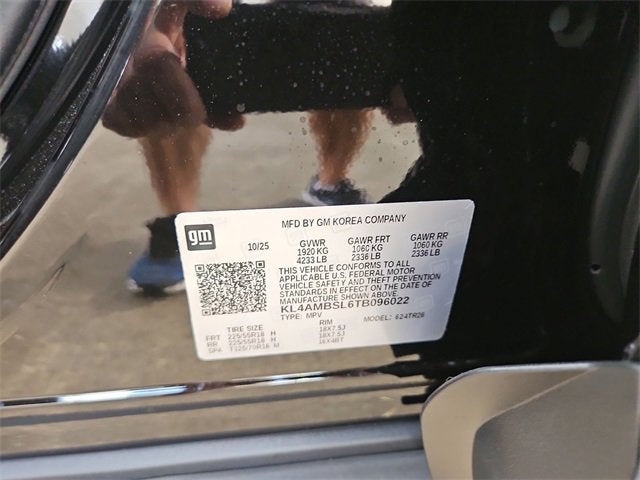 gm
MFD BY GM KOREA COMPANY
10/25 GVWR GAWR FRT GAWR RR
1920 KG 1060 KG 1060 KG
4233 LB 2336 LB 2336 LB
THIS VEHICLE CONFORMS TO ALL
APPLICABLE U.S. FEDERAL MOTOR
VEHICLE SAFETY AND THEFT PREVENTION
STANDARDS IN EFFECT ON THE DATE OF
MANUFACTURE SHOWN ABOVE.
KL4AMBSL6TB096022
TYPE: MPV MODEL: 624TR26
TIRE SIZE RIM
FRT 225/55R18 H 18X7.5J
RR 225/55R18 H 18X7.5J
SPA T125/70R16 M 16X4BT